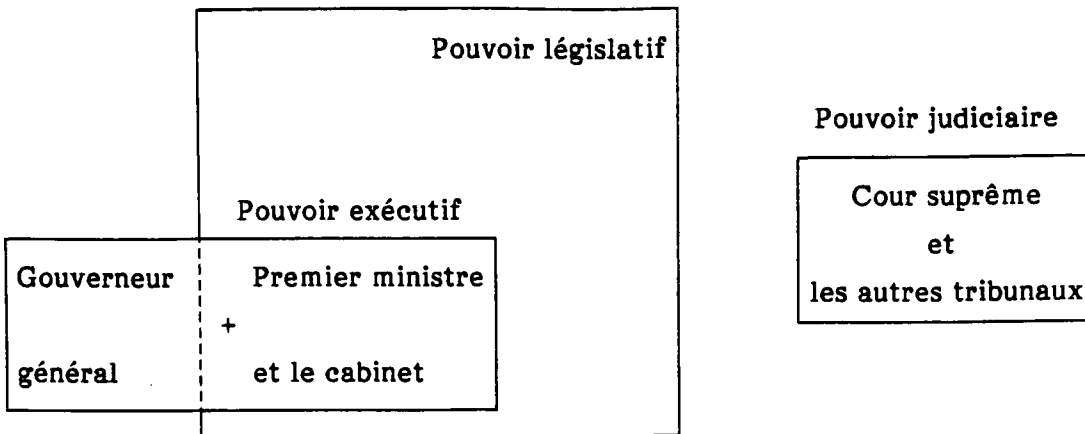 Pouvoir législatif
Pouvoir judiciaire
Cour suprême
et
les autres tribunaux
Pouvoir exécutif
Gouverneur Premier ministre
+
général et le cabinet